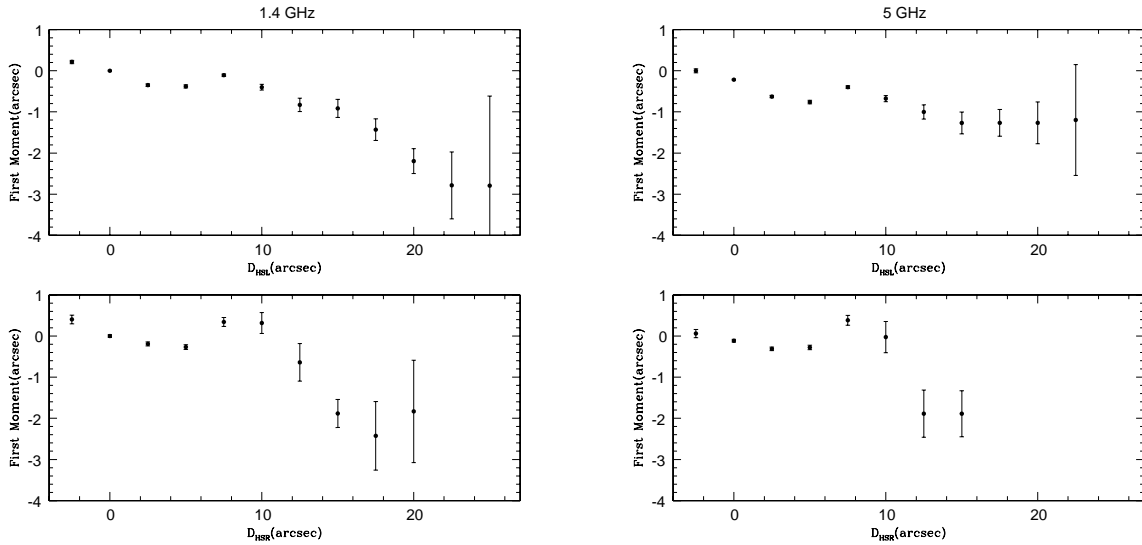 1.4 GHz
1
0
-1
-2
-3
-4
First Moment(arcsec)
0 10 20
D_HSL(arcsec)
5 GHz
1
0
-1
-2
-3
-4
First Moment(arcsec)
0 10 20
D_HSL(arcsec)
1
0
-1
-2
-3
-4
First Moment(arcsec)
0 10 20
D_HSR(arcsec)
1
0
-1
-2
-3
-4
First Moment(arcsec)
0 10 20
D_HSR(arcsec)